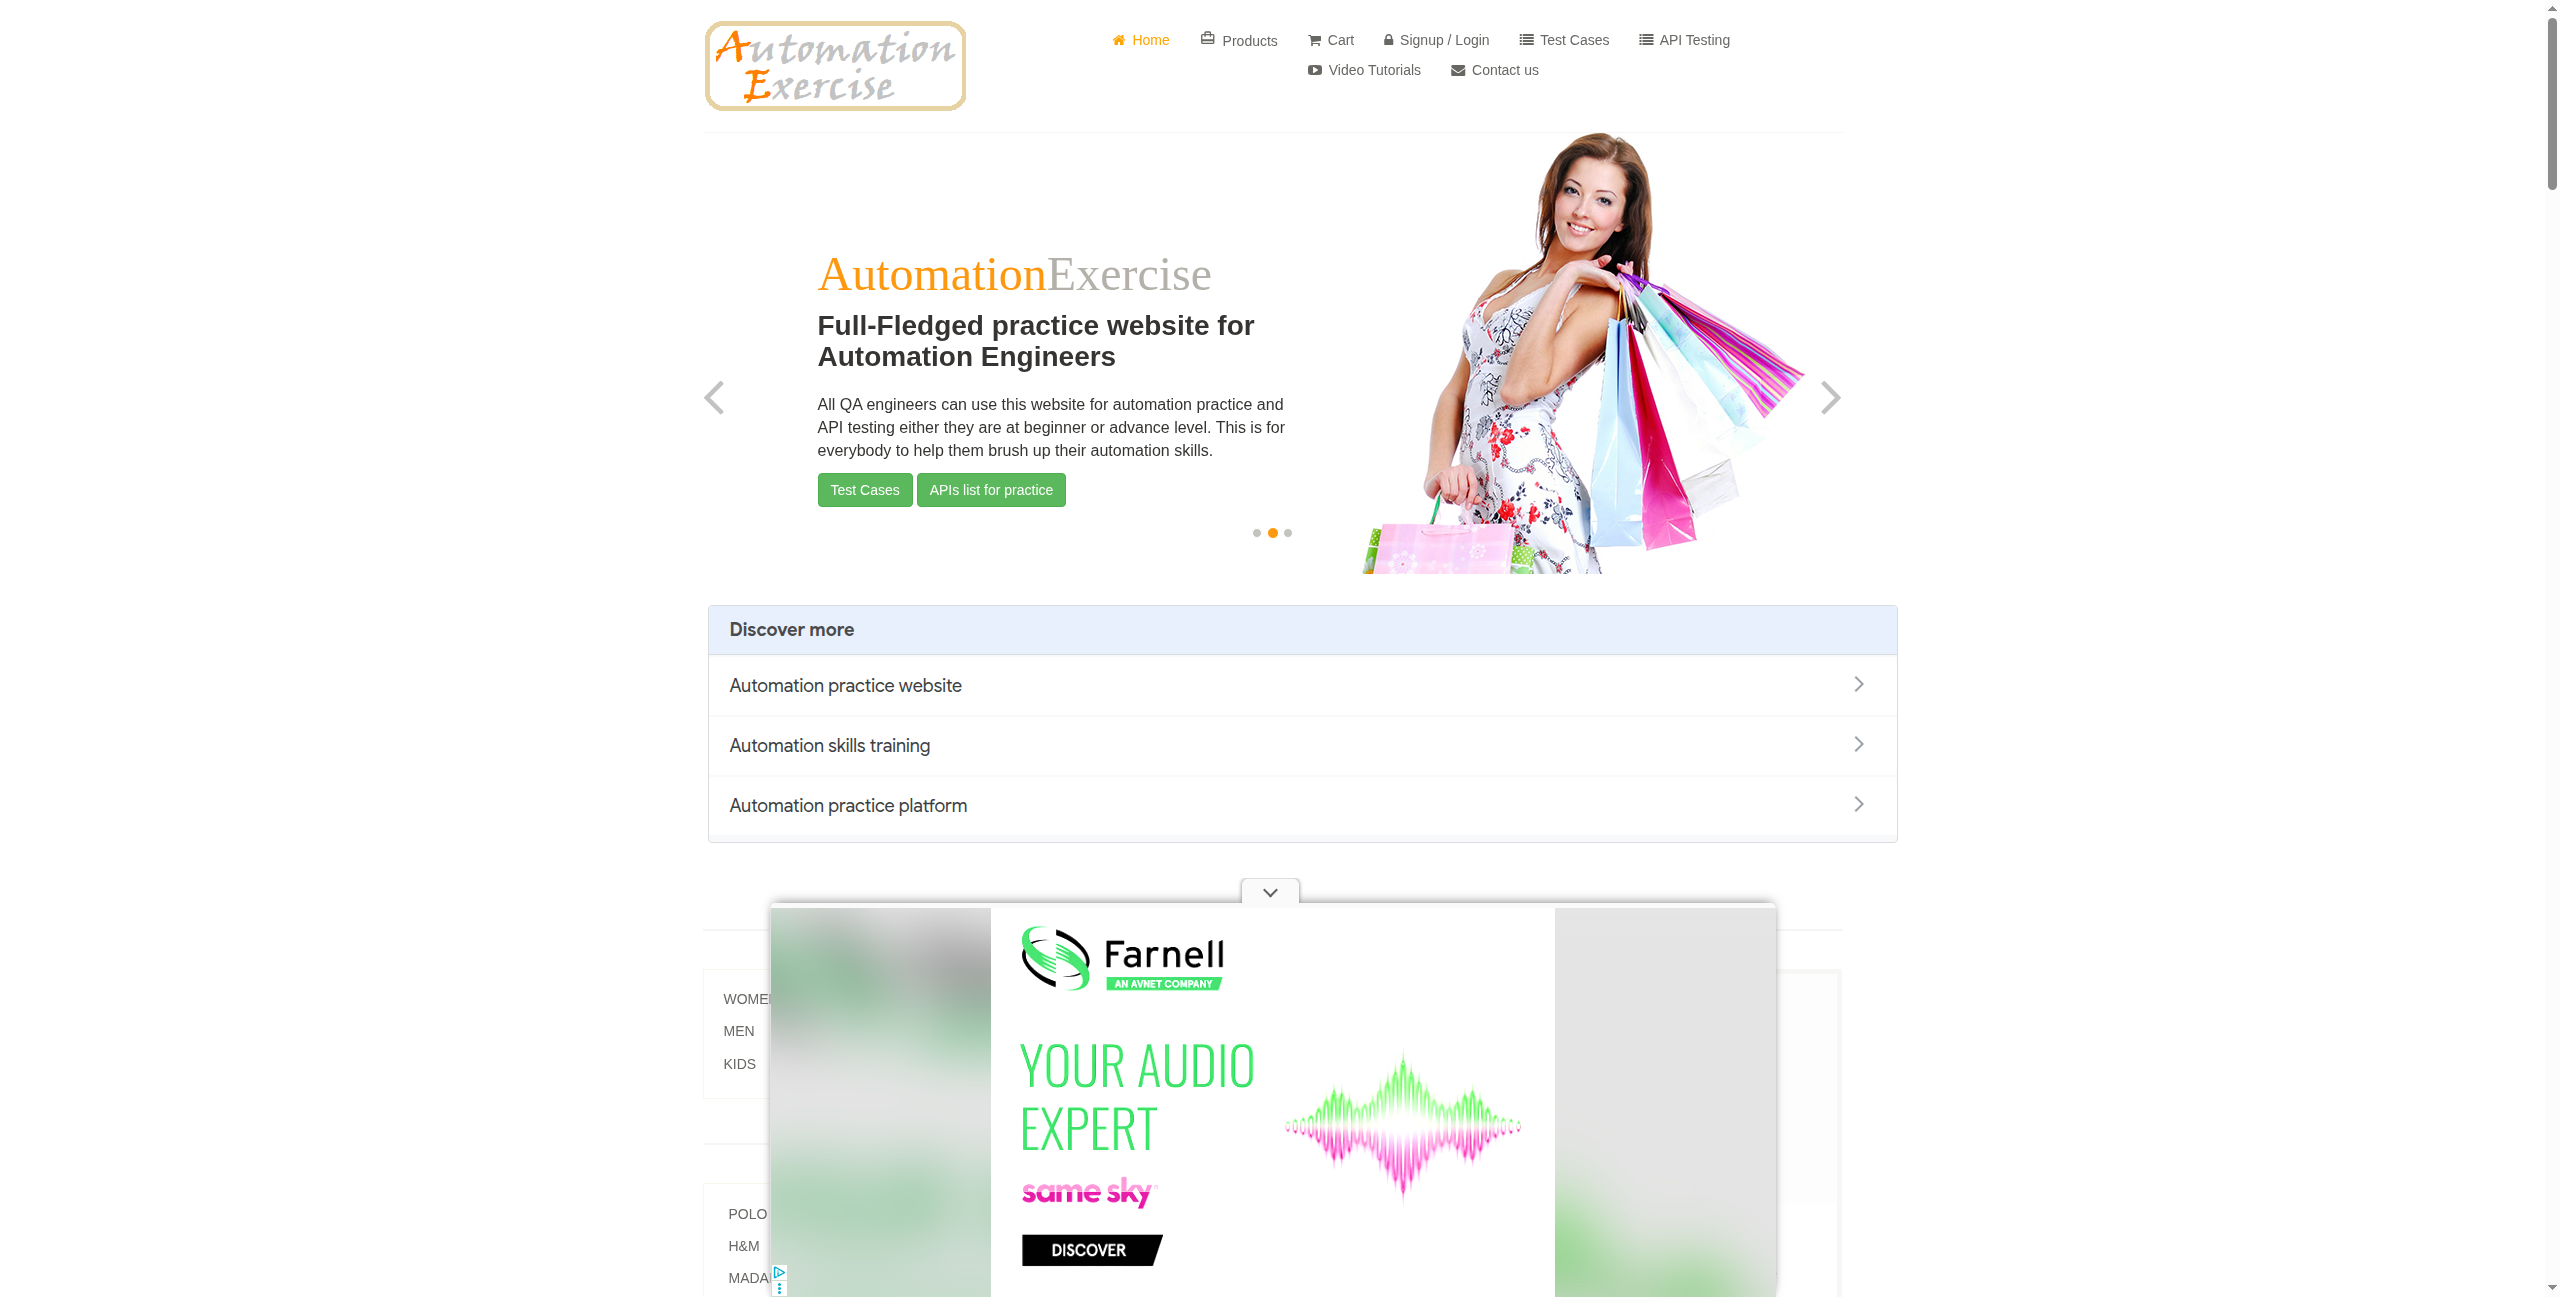 Automation
Exercise
Home
Products
Cart
Signup / Login
Test Cases
API Testing
Video Tutorials
Contact us
AutomationExercise
Full-Fledged practice website for
Automation Engineers
All QA engineers can use this website for automation practice and
API testing either they are at beginner or advance level. This is for
everybody to help them brush up their automation skills.
Test Cases
APIs list for practice
Discover more
Automation practice website
Automation skills training
Automation practice platform
MEN
KIDS
POLO
H&M
Farnell
AN AVNET COMPANY
YOUR AUDIO
EXPERT
same sky
DISCOVER